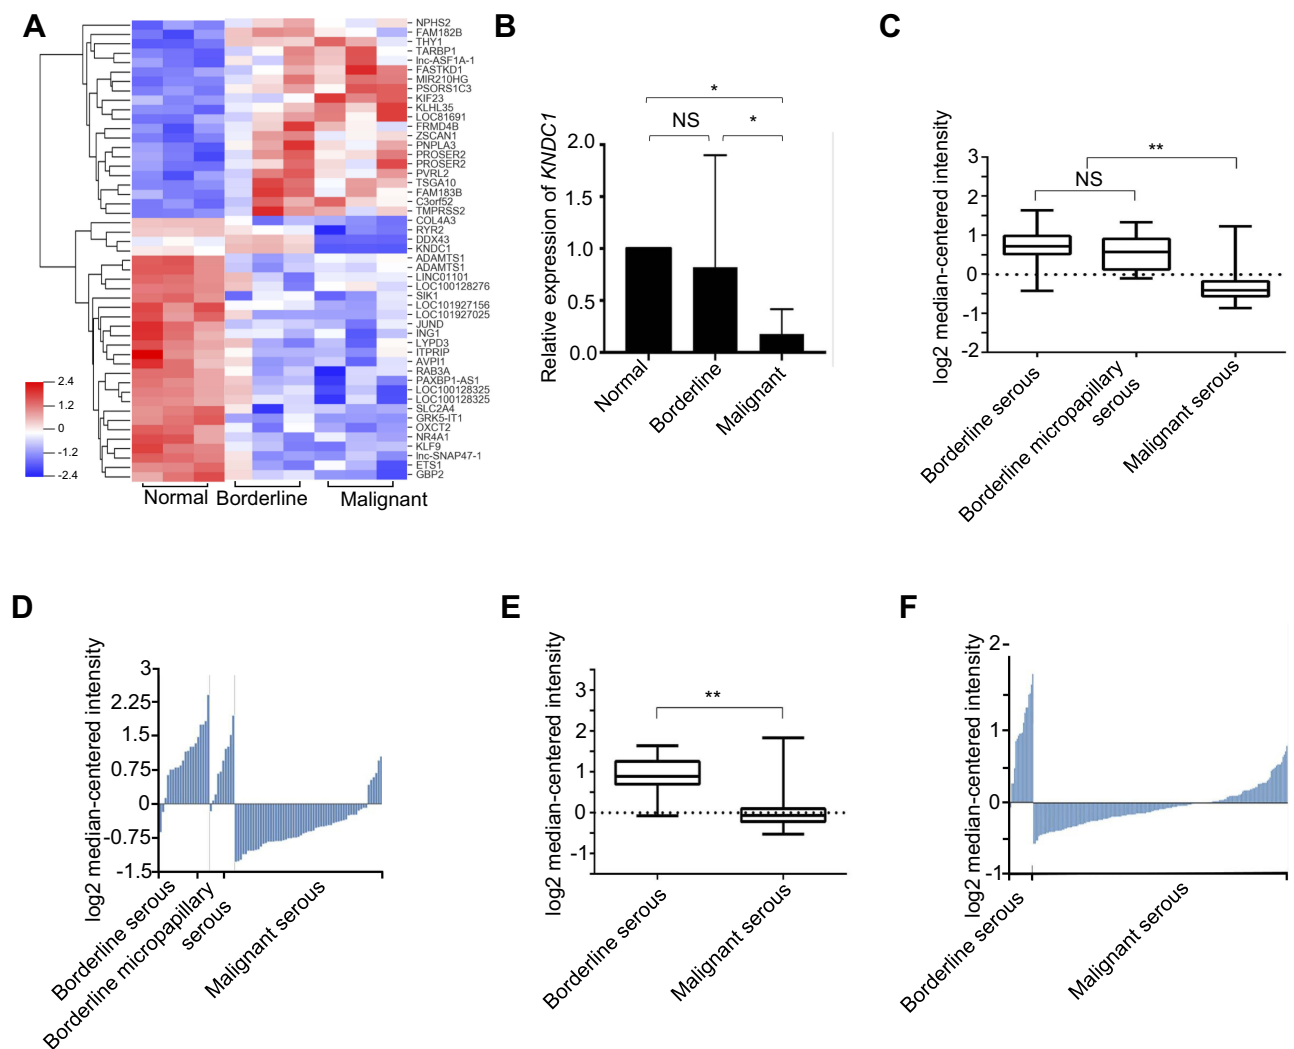 A
NPHS2
FAM182B
THY1
TARBP1
lnc-ASF1A-1
FASTKD1
MIR210HG
PSORS1C3
KIF23
KLHL35
LOC81691
FRMD4B
ZSCAN1
PNPLA3
PROSER2
PROSER2
PVRL2
TSGA10
FAM183B
C3orf52
TMPRSS2
COL4A3
RYR2
DDX43
KNDC1
ADAMTS1
ADAMTS1
LINC01101
LOC100128276
SIK1
LOC101927156
LOC101927025
JUND
ING1
LYPD3
ITPRIP
AVPI1
RAB3A
PAXBP1-AS1
LOC100128325
LOC100128325
SLC2A4
GRK5-IT1
OXCT2
NR4A1
KLF9
lnc-SNAP47-1
ETS1
GBP2
2.4
1.2
0
-1.2
-2.4
Normal Borderline Malignant
B
Relative expression of KNDC1
2.0
1.5
1.0
0.5
0.0
*
NS
*
Normal
Borderline
Malignant
C
log2 median-centered intensity
3
2
1
0
-1
-2
**
NS
Borderline serous
Borderline micropapillary
serous
Malignant serous
D
log2 median-centered intensity
3
2.25
1.5
0.75
0
-0.75
-1.5
Borderline serous
Borderline micropapillary
serous
Malignant serous
E
log2 median-centered intensity
3
2
1
0
-1
**
Borderline serous
Malignant serous
F
log2 median-centered intensity
2
1
0
-1
Borderline serous
Malignant serous